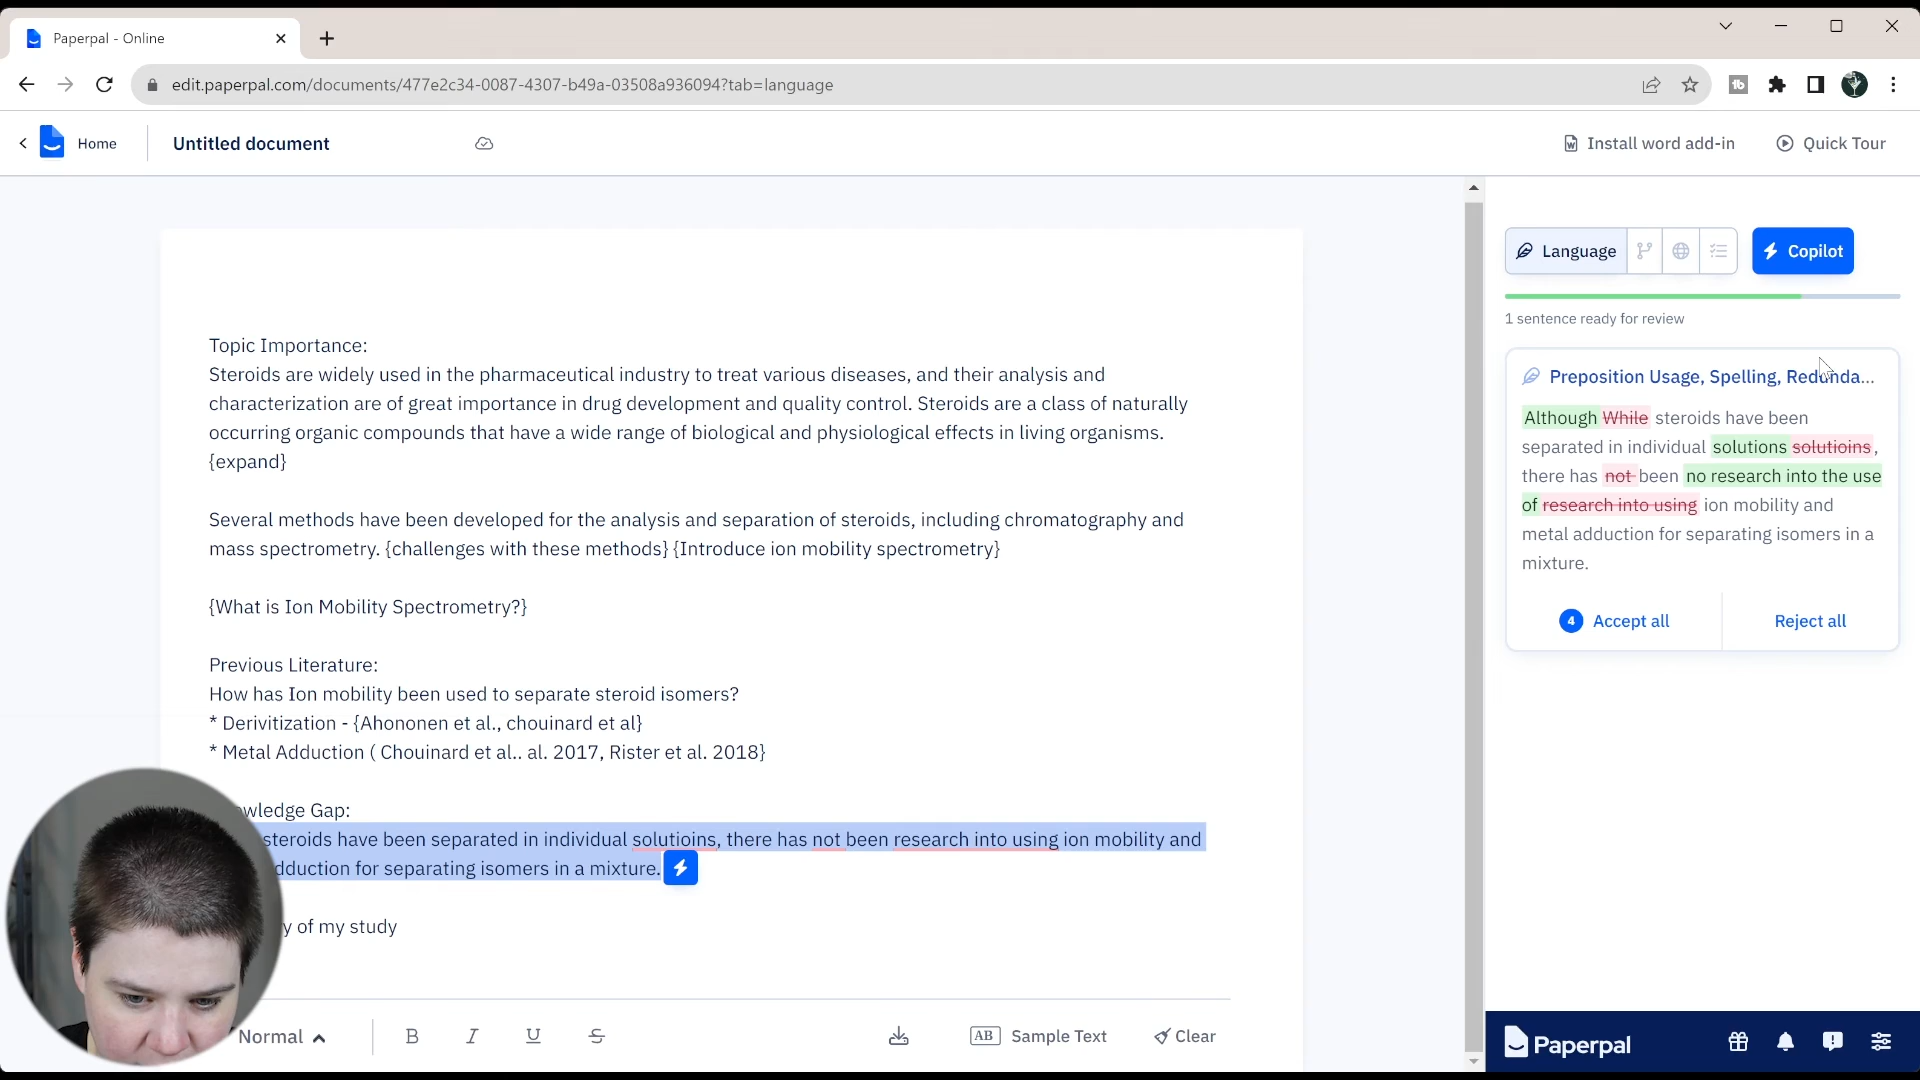 Paperpal - Online
edit.paperpal.com/documents/477e2c34-0087-4307-b49a-03508a936094?tab=language
Home
Untitled document
Install word add-in
Quick Tour
Topic Importance:
Steroids are widely used in the pharmaceutical industry to treat various diseases, and their analysis and
characterization are of great importance in drug development and quality control. Steroids are a class of naturally
occurring organic compounds that have a wide range of biological and physiological effects in living organisms.
{expand}
Several methods have been developed for the analysis and separation of steroids, including chromatography and
mass spectrometry. {challenges with these methods} {Introduce ion mobility spectrometry}
{What is Ion Mobility Spectrometry?}
Previous Literature:
How has Ion mobility been used to separate steroid isomers?
* Derivitization - {Ahononen et al., chouinard et al}
* Metal Adduction ( Chouinard et al.. al. 2017, Rister et al. 2018}
wledge Gap:
steroids have been separated in individual solutioins, there has not been research into using ion mobility and
dduction for separating isomers in a mixture.
y of my study
Normal
B
I
U
S
AB Sample Text
Clear
Language
Copilot
1 sentence ready for review
Preposition Usage, Spelling, Redunda...
Although While steroids have been
separated in individual solutions solutioins,
there has not been no research into the use
of research into using ion mobility and
metal adduction for separating isomers in a
mixture.
4 Accept all
Reject all
Paperpal